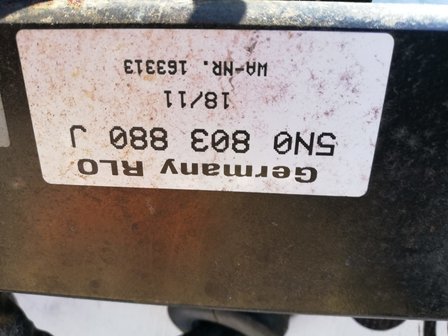 Germany RLO
5N0 803 880 J
18/11
WA-NR. 163313